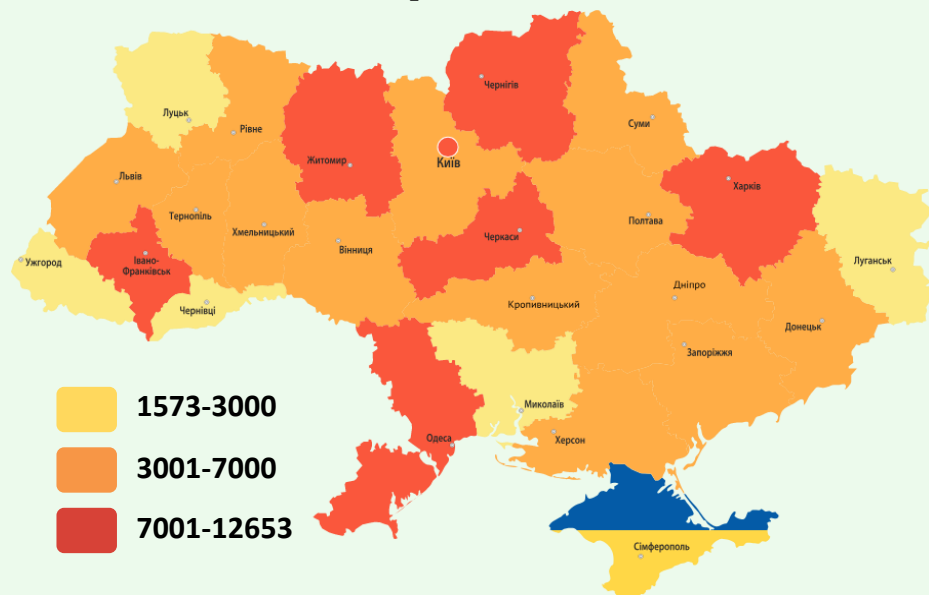 Чернігів
Луцьк
Рівне
Суми
Житомир
Київ
Львів
Харків
Тернопіль
Хмельницький
Вінниця
Черкаси
Полтава
Ужгород
Івано-
Франківськ
Луганськ
Чернівці
Кропивницький
Дніпро
Донецьк
Запоріжжя
1573-3000
Миколаїв
Одеса
Херсон
3001-7000
7001-12653
Сімферополь